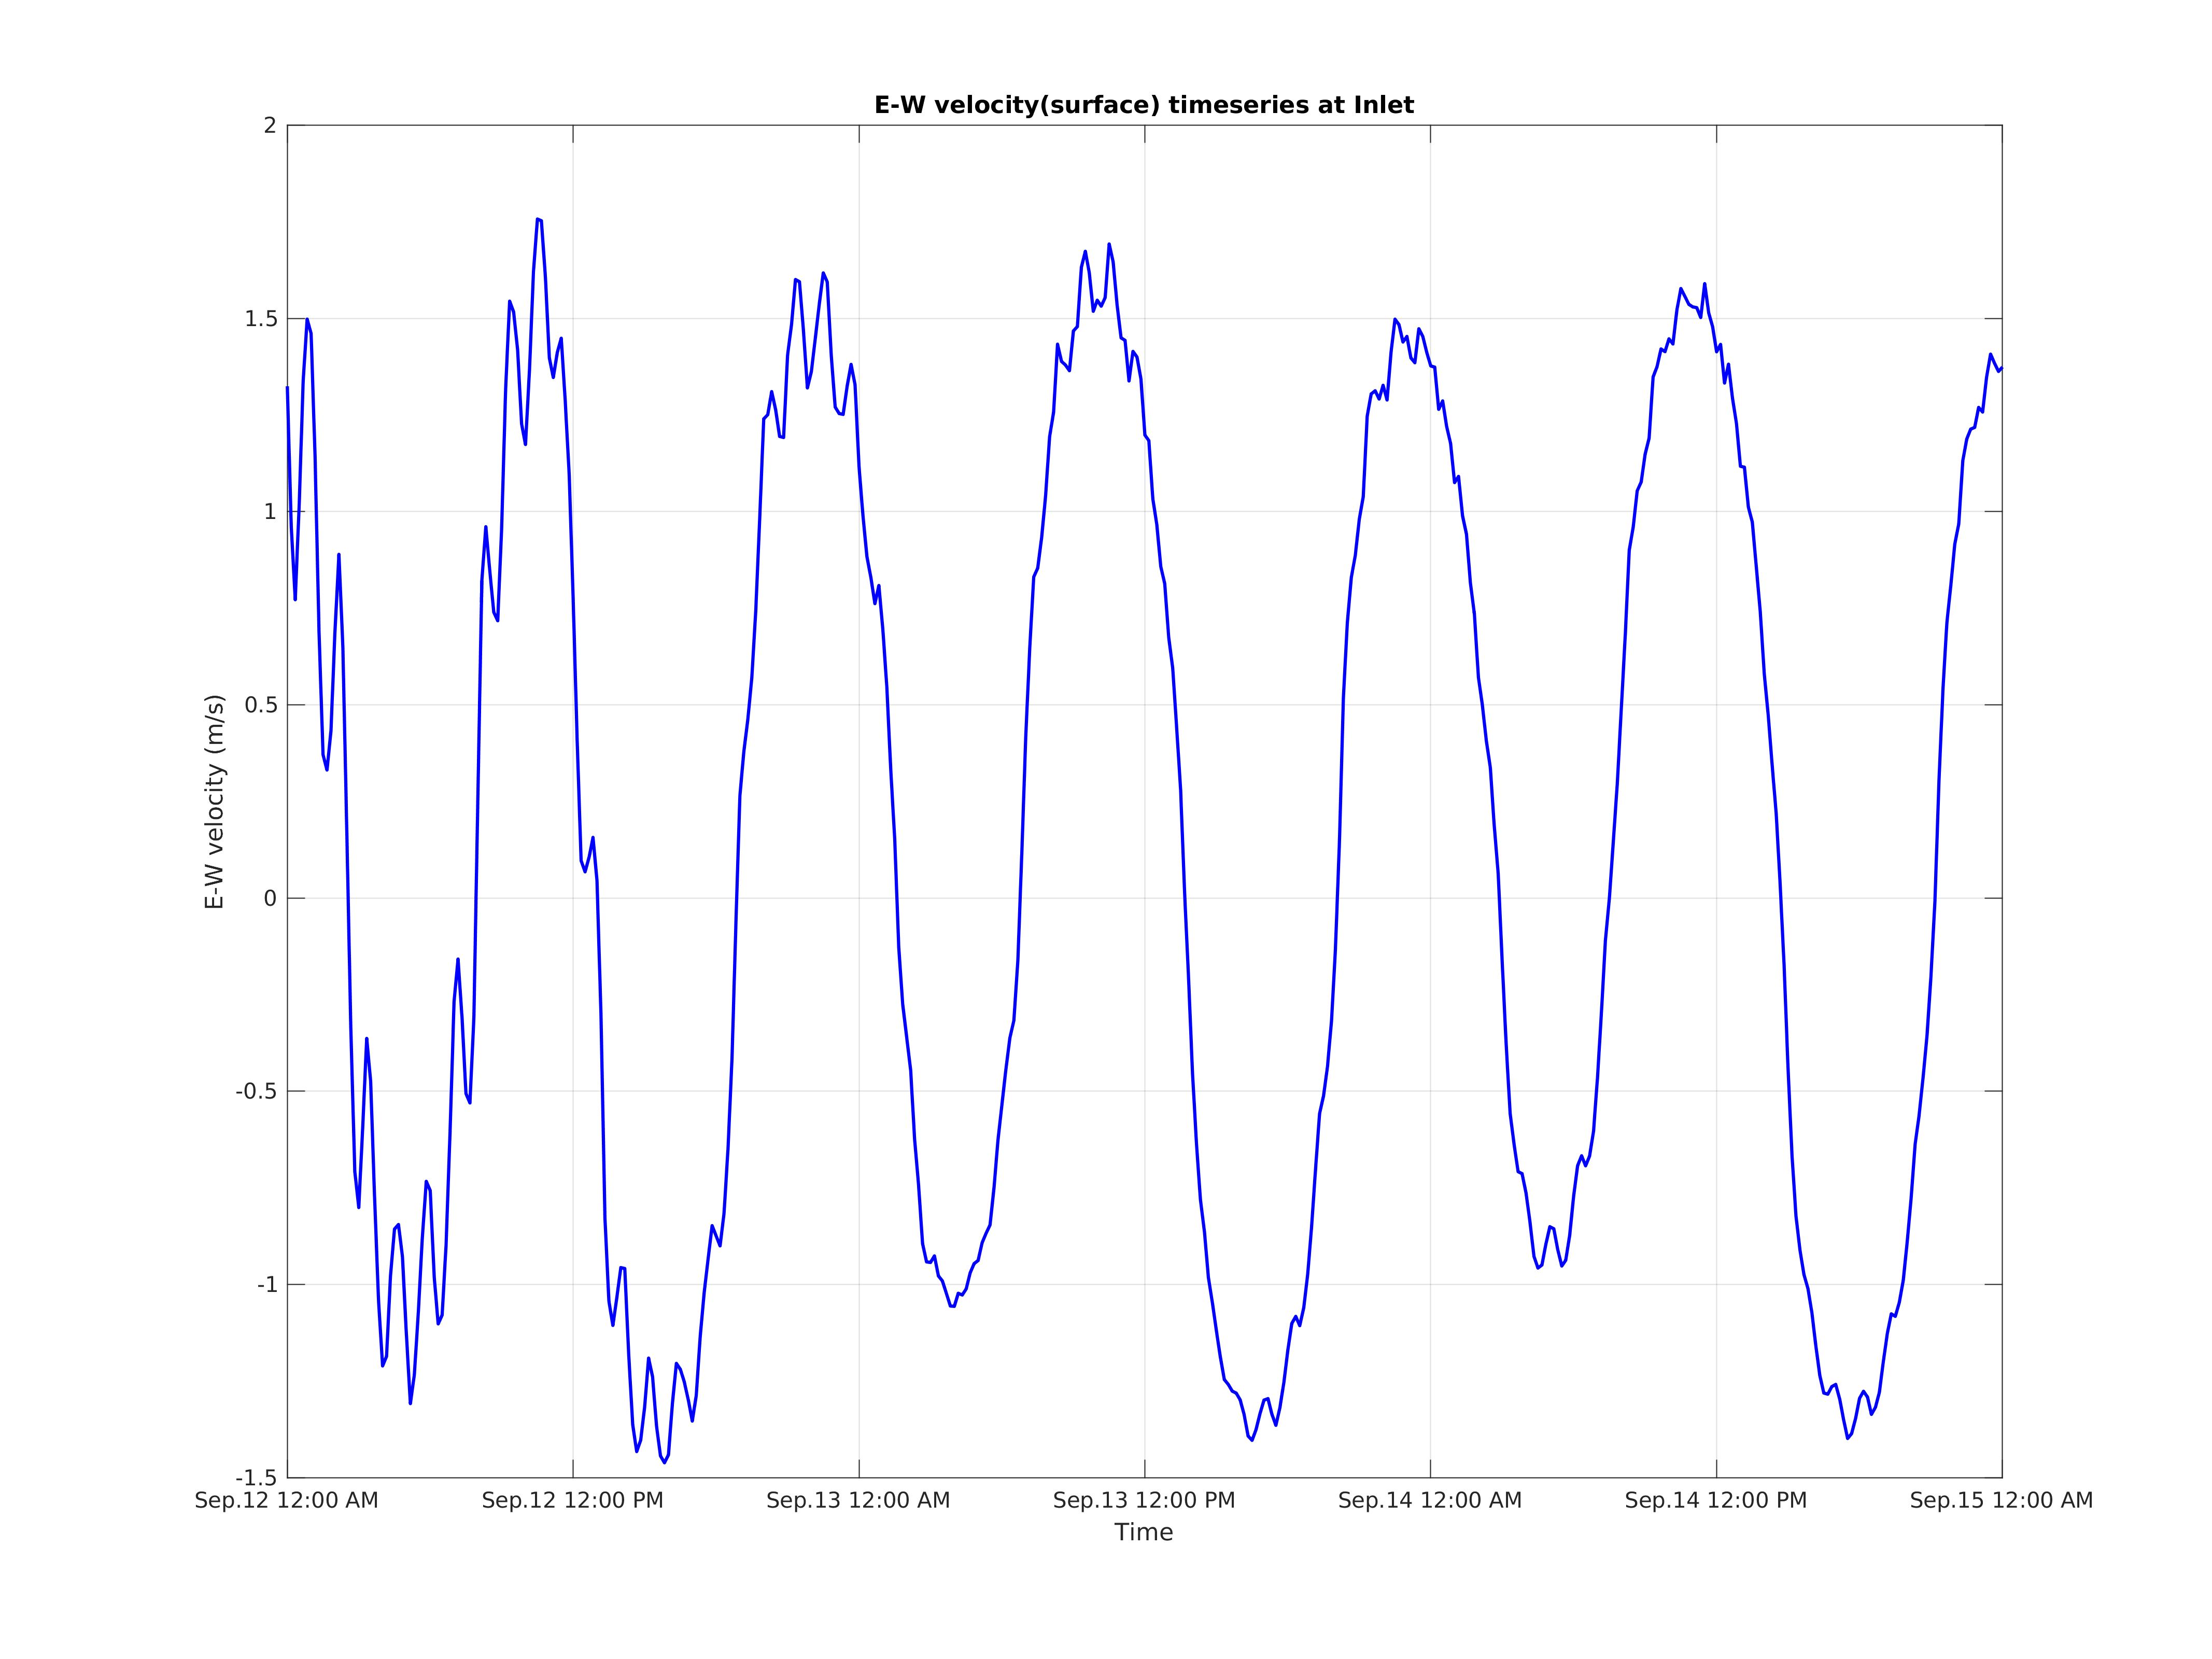 E-W velocity(surface) timeseries at Inlet
2
1.5
1
0.5
0
-0.5
-1
-1.5
E-W velocity (m/s)
Sep.12 12:00 AM Sep.12 12:00 PM Sep.13 12:00 AM Sep.13 12:00 PM Sep.14 12:00 AM Sep.14 12:00 PM Sep.15 12:00 AM
Time